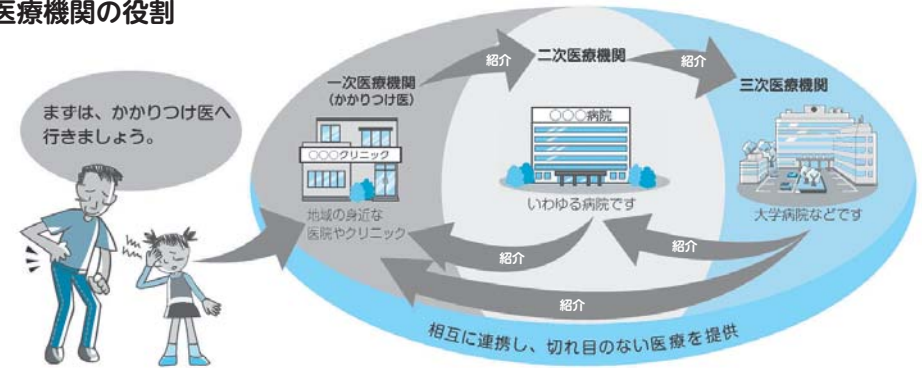 医療機関の役割
まずは、かかりつけ医へ
行きましょう。
一次医療機関
(かかりつけ医)
○○○クリニック
地域の身近な
医院やクリニック
紹介
二次医療機関
○○○病院
いわゆる病院です
紹介
三次医療機関
大学病院などです
紹介
紹介
紹介
相互に連携し、切れ目のない医療を提供